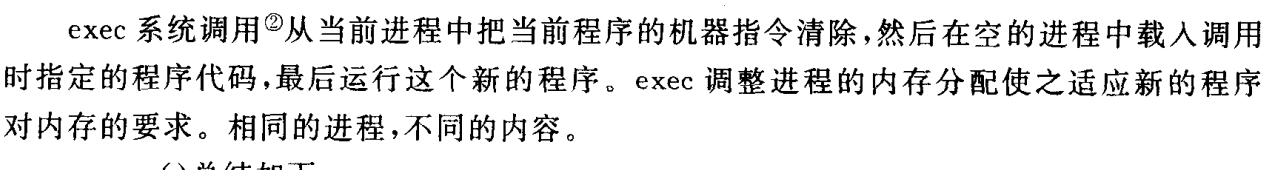 exec 系统调用②从当前进程中把当前程序的机器指令清除,然后在空的进程中载入调用
时指定的程序代码,最后运行这个新的程序。exec 调整进程的内存分配使之适应新的程序
对内存的要求。相同的进程,不同的内容。